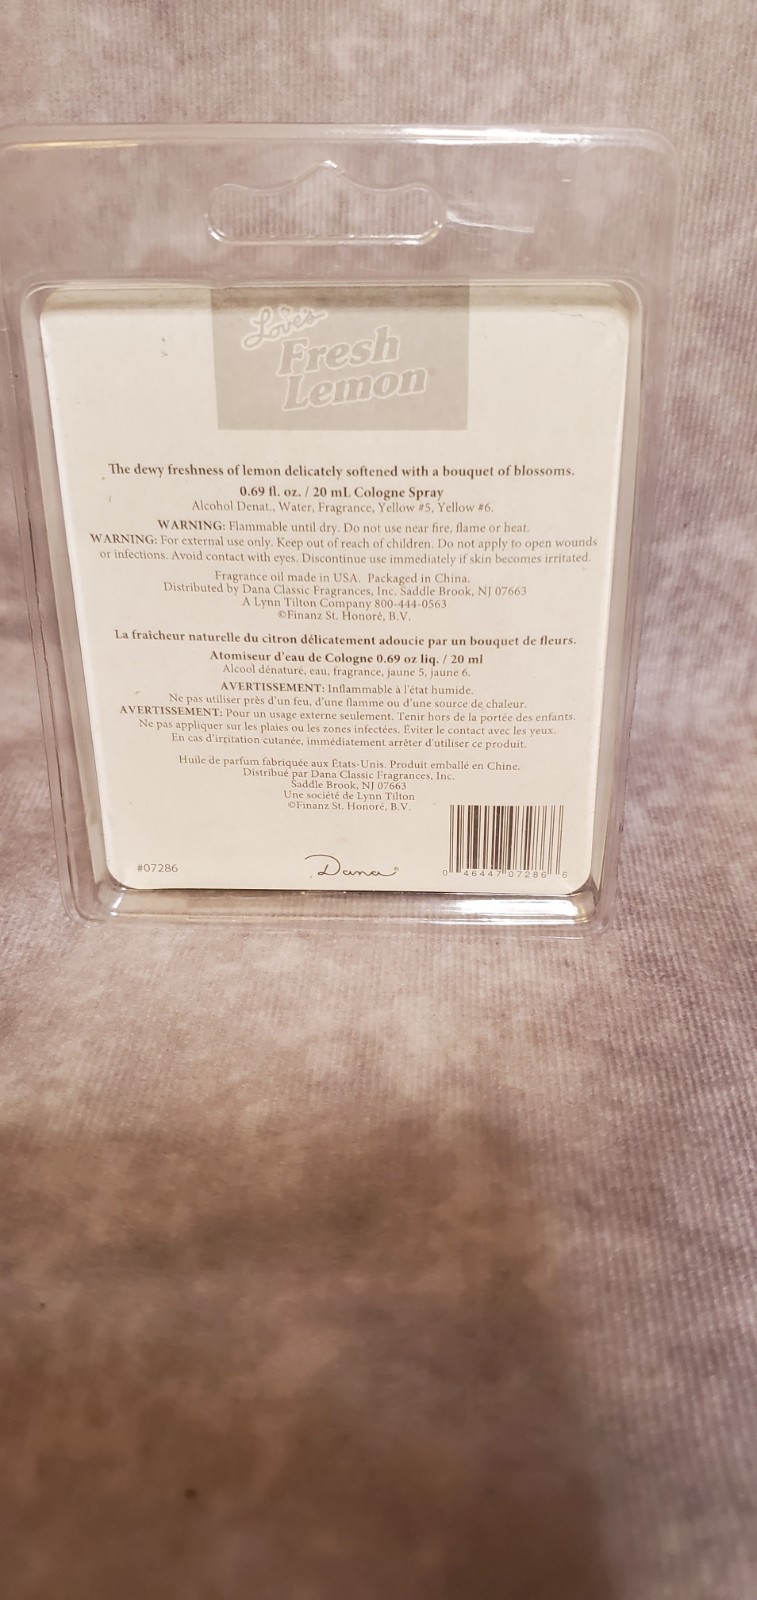 Love's
Fresh
Lemon®
The dewy freshness of lemon delicately softened with a bouquet of blossoms.
0.69 fl. oz. / 20 mL Cologne Spray
Alcohol Denat., Water, Fragrance, Yellow #5, Yellow #6.
WARNING: Flammable until dry. Do not use near fire, flame or heat.
WARNING: For external use only. Keep out of reach of children. Do not apply to open wounds
or infections. Avoid contact with eyes. Discontinue use immediately if skin becomes irritated.
Fragrance oil made in USA. Packaged in China.
Distributed by Dana Classic Fragrances, Inc. Saddle Brook, NJ 07663
A Lynn Tilton Company 800-444-0563
©Finanz St. Honoré, B.V.
La fraîcheur naturelle du citron délicatement adoucie par un bouquet de fleurs.
Atomiseur d'eau de Cologne 0.69 oz liq. / 20 ml
Alcool dénaturé, eau, fragrance, jaune 5, jaune 6.
AVERTISSEMENT: Inflammable à l'état humide.
Ne pas utiliser près d'un feu, d'une flamme ou d'une source de chaleur.
AVERTISSEMENT: Pour un usage externe seulement. Tenir hors de la portée des enfants.
Ne pas appliquer sur les plaies ou les zones infectées. Éviter le contact avec les yeux.
En cas d'irritation cutanée, immédiatement arrêter d'utiliser ce produit.
Huile de parfum fabriquée aux États-Unis. Produit emballé en Chine.
Distribué par Dana Classic Fragrances, Inc.
Saddle Brook, NJ 07663
Une société de Lynn Tilton
©Finanz St. Honoré, B.V.
#07286
Dana®
0 46447 07286 6